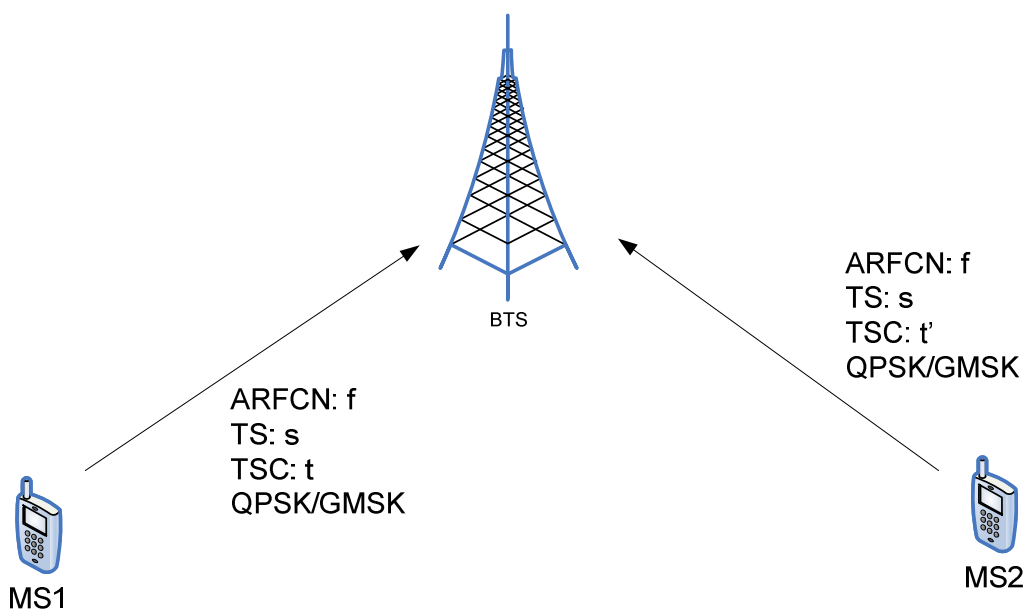 BTS
ARFCN: f
TS: s
TSC: t’
QPSK/GMSK
ARFCN: f
TS: s
TSC: t
QPSK/GMSK
MS1
MS2